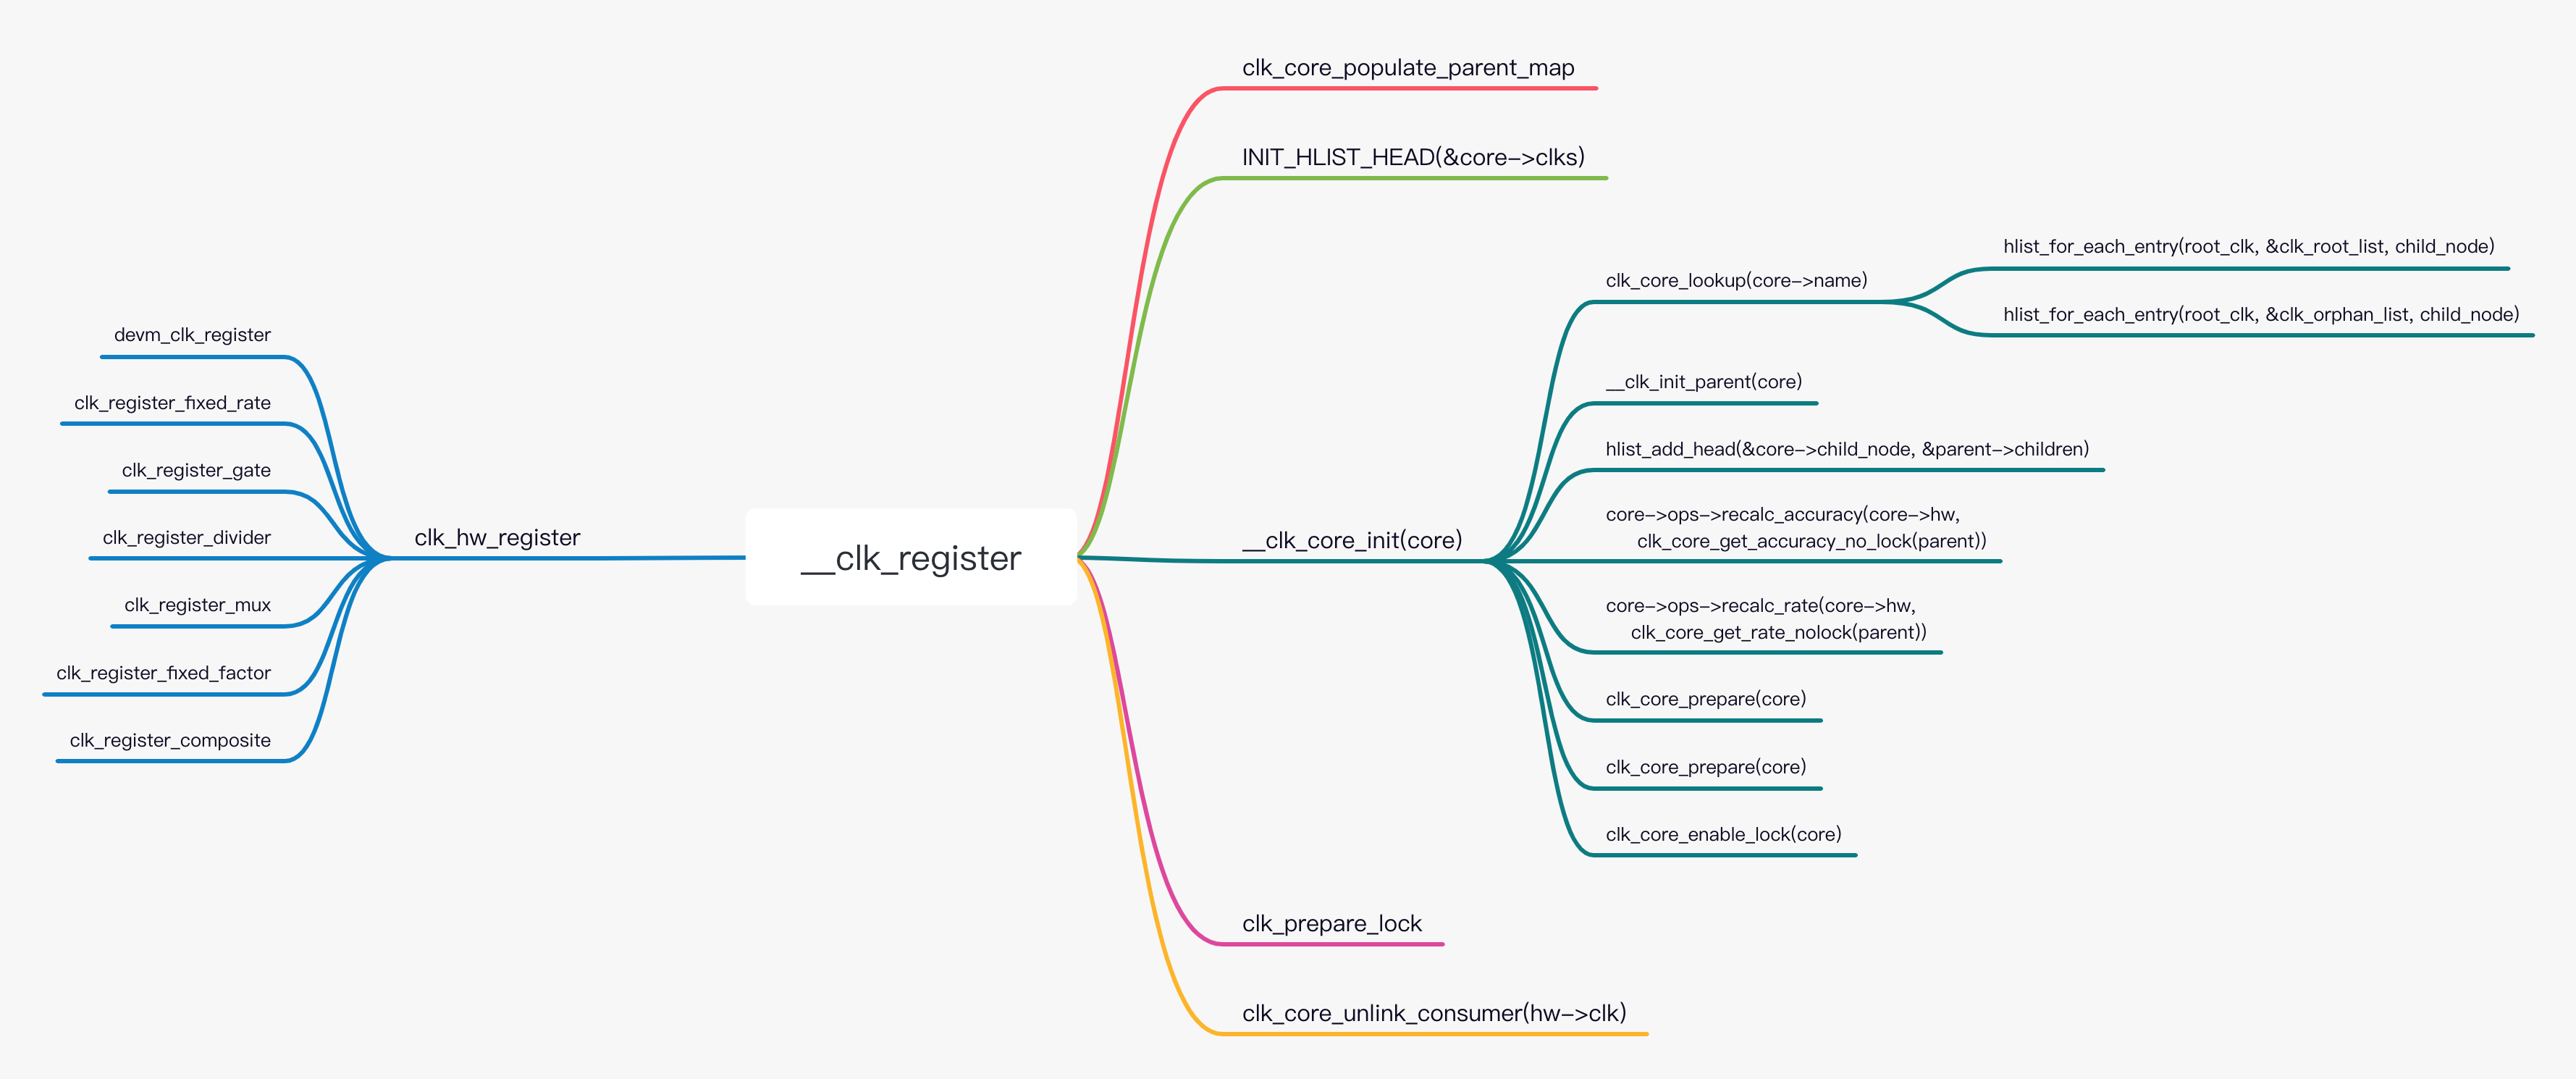 clk_core_populate_parent_map
INIT_HLIST_HEAD(&core->clks)
hlist_for_each_entry(root_clk, &clk_root_list, child_node)
clk_core_lookup(core->name)
hlist_for_each_entry(root_clk, &clk_orphan_list, child_node)
devm_clk_register
__clk_init_parent(core)
clk_register_fixed_rate
hlist_add_head(&core->child_node, &parent->children)
clk_register_gate
core->ops->recalc_accuracy(core->hw,
clk_core_get_accuracy_no_lock(parent))
clk_register_divider
clk_hw_register
__clk_register
__clk_core_init(core)
clk_register_mux
core->ops->recalc_rate(core->hw,
clk_core_get_rate_nolock(parent))
clk_register_fixed_factor
clk_core_prepare(core)
clk_register_composite
clk_core_prepare(core)
clk_core_enable_lock(core)
clk_prepare_lock
clk_core_unlink_consumer(hw->clk)